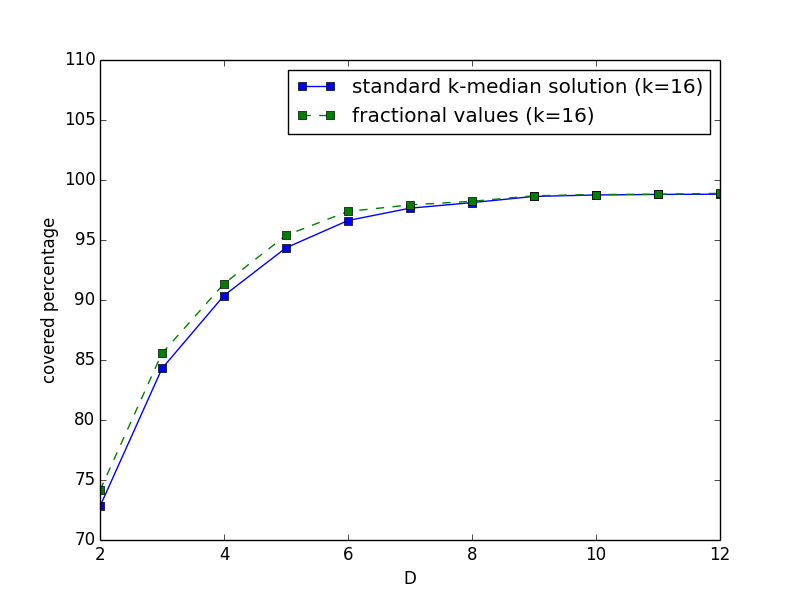 110
105
100
95
90
85
80
75
70
covered percentage
standard k-median solution (k=16)
fractional values (k=16)
2 4 6 8 10 12
D